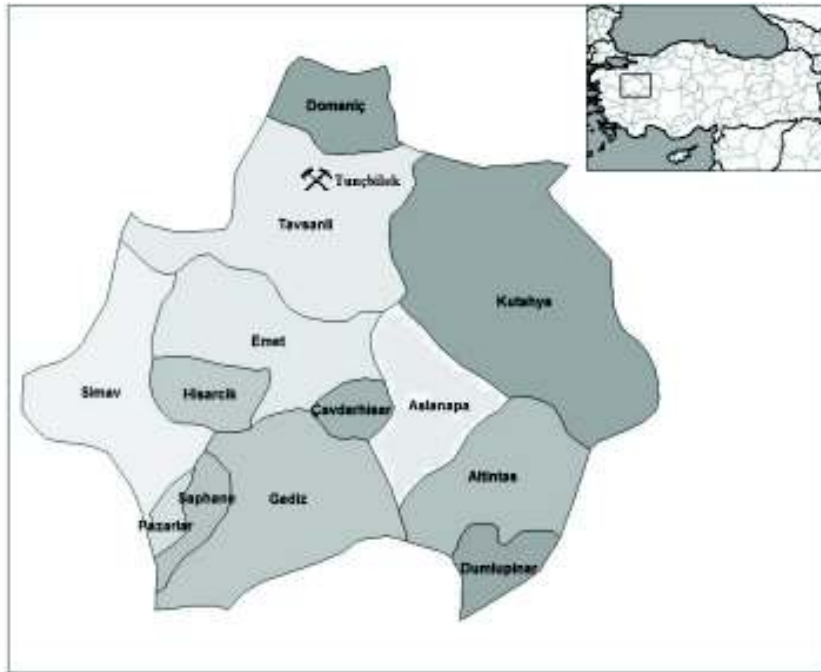 Domaniç
Tunçbilek
Tavsanli
Kutahya
Emet
Simav
Hisarcik
Çavdarhisar
Aslanapa
Altintas
Saphane
Gediz
Pazarlar
Dumlupinar